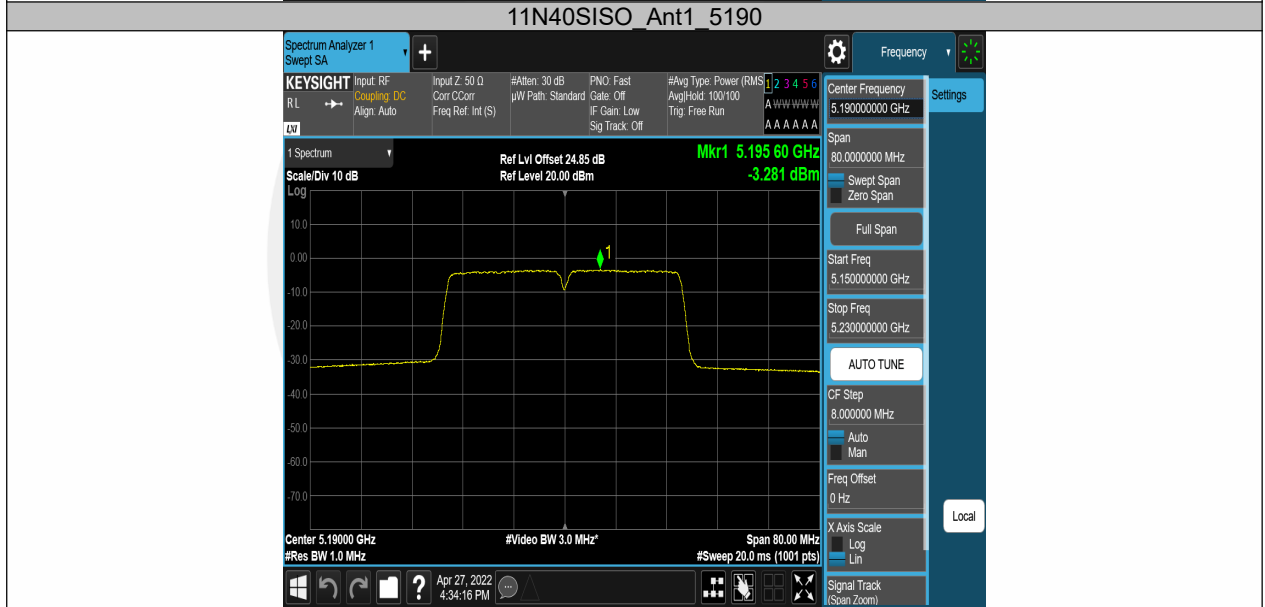 11N40SISO_Ant1_5190
Spectrum Analyzer 1
Swept SA
+
Frequency
KEYSIGHT
Input: RF
Coupling: DC
Align: Auto
Input Z: 50 Ω
Corr CCorr
Freq Ref: Int (S)
#Atten: 30 dB
µW Path: Standard
PNO: Fast
Gate: Off
IF Gain: Low
Sig Track: Off
#Avg Type: Power (RMS
Avg|Hold: 100/100
Trig: Free Run
1 2 3 4 5 6
A W W W W W
A A A A A A
RL
LXI
Center Frequency
5.190000000 GHz
Settings
Span
80.0000000 MHz
Swept Span
Zero Span
Full Span
Start Freq
5.150000000 GHz
Stop Freq
5.230000000 GHz
AUTO TUNE
CF Step
8.000000 MHz
Auto
Man
Freq Offset
0 Hz
X Axis Scale
Log
Lin
Local
Signal Track
(Span Zoom)
1 Spectrum
Scale/Div 10 dB
Log
Ref Lvl Offset 24.85 dB
Ref Level 20.00 dBm
Mkr1 5.195 60 GHz
-3.281 dBm
10.0
0.00
1
-10.0
-20.0
-30.0
-40.0
-50.0
-60.0
-70.0
Center 5.19000 GHz
#Res BW 1.0 MHz
#Video BW 3.0 MHz*
Span 80.00 MHz
#Sweep 20.0 ms (1001 pts)
?
Apr 27, 2022
4:34:16 PM